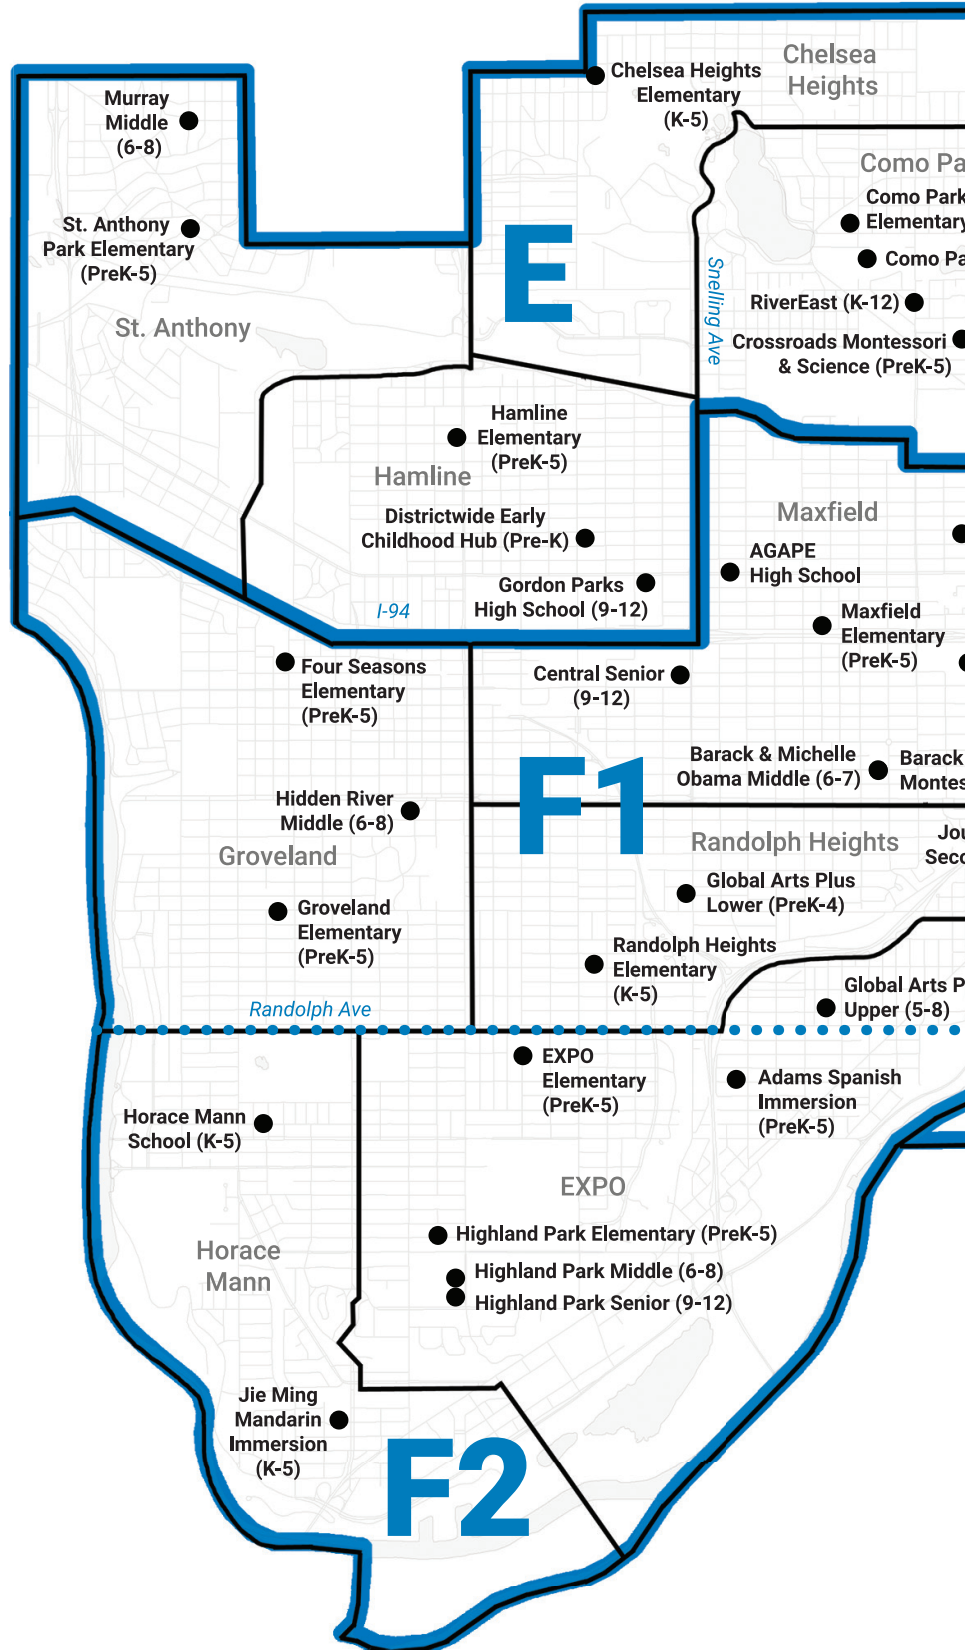 Chelsea
Heights
Chelsea Heights
Elementary
(K-5)
Murray
Middle
(6-8)
St. Anthony
Park Elementary
(PreK-5)
St. Anthony
E
Snelling Ave
Como Pa
Como Park
Elementary
Como Pa
RiverEast (K-12)
Crossroads Montessori
& Science (PreK-5)
Hamline
Elementary
(PreK-5)
Hamline
Districtwide Early
Childhood Hub (Pre-K)
Gordon Parks
High School (9-12)
I-94
Maxfield
AGAPE
High School
Maxfield
Elementary
(PreK-5)
Four Seasons
Elementary
(PreK-5)
Central Senior
(9-12)
Barack & Michelle
Obama Middle (6-7)
Barack
Montes
F1
Hidden River
Middle (6-8)
Groveland
Groveland
Elementary
(PreK-5)
Randolph Heights
Jou
Seco
Global Arts Plus
Lower (PreK-4)
Randolph Heights
Elementary
(K-5)
Global Arts P
Upper (5-8)
Randolph Ave
EXPO
Elementary
(PreK-5)
Adams Spanish
Immersion
(PreK-5)
Horace Mann
School (K-5)
EXPO
Highland Park Elementary (PreK-5)
Highland Park Middle (6-8)
Highland Park Senior (9-12)
Horace
Mann
Jie Ming
Mandarin
Immersion
(K-5)
F2